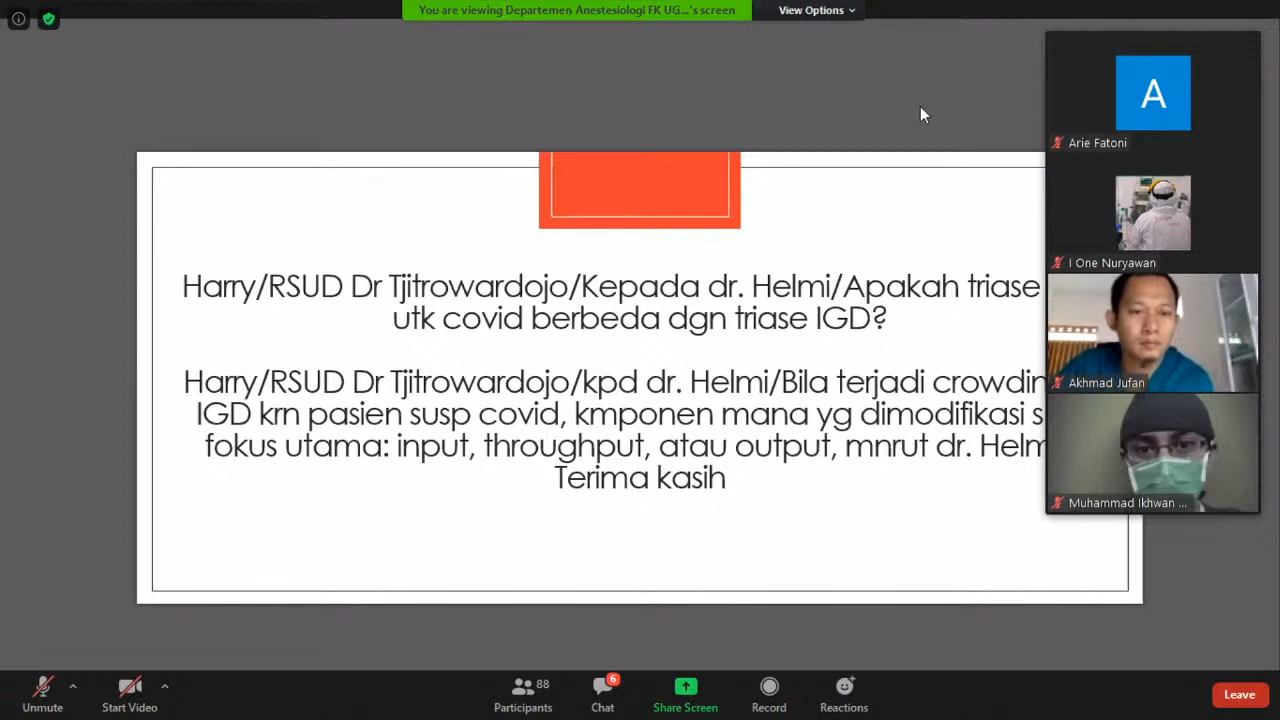 You are viewing Departemen Anestesiologi FK UG...'s screen
View Options
A
Arie Fatoni
I One Nuryawan
Akhmad Jufan
Muhammad Ikhwan ...
Harry/RSUD Dr Tjitrowardojo/Kepada dr. Helmi/Apakah triase
utk covid berbeda dgn triase IGD?
Harry/RSUD Dr Tjitrowardojo/kpd dr. Helmi/Bila terjadi
IGD krn pasien susp covid, kmponen mana yg dimodifikasi
fokus utama: input, throughput, atau output, mnrut dr.
Terima kasih
Unmute
Start Video
88
Participants
6
Chat
Share Screen
Record
Reactions
Leave